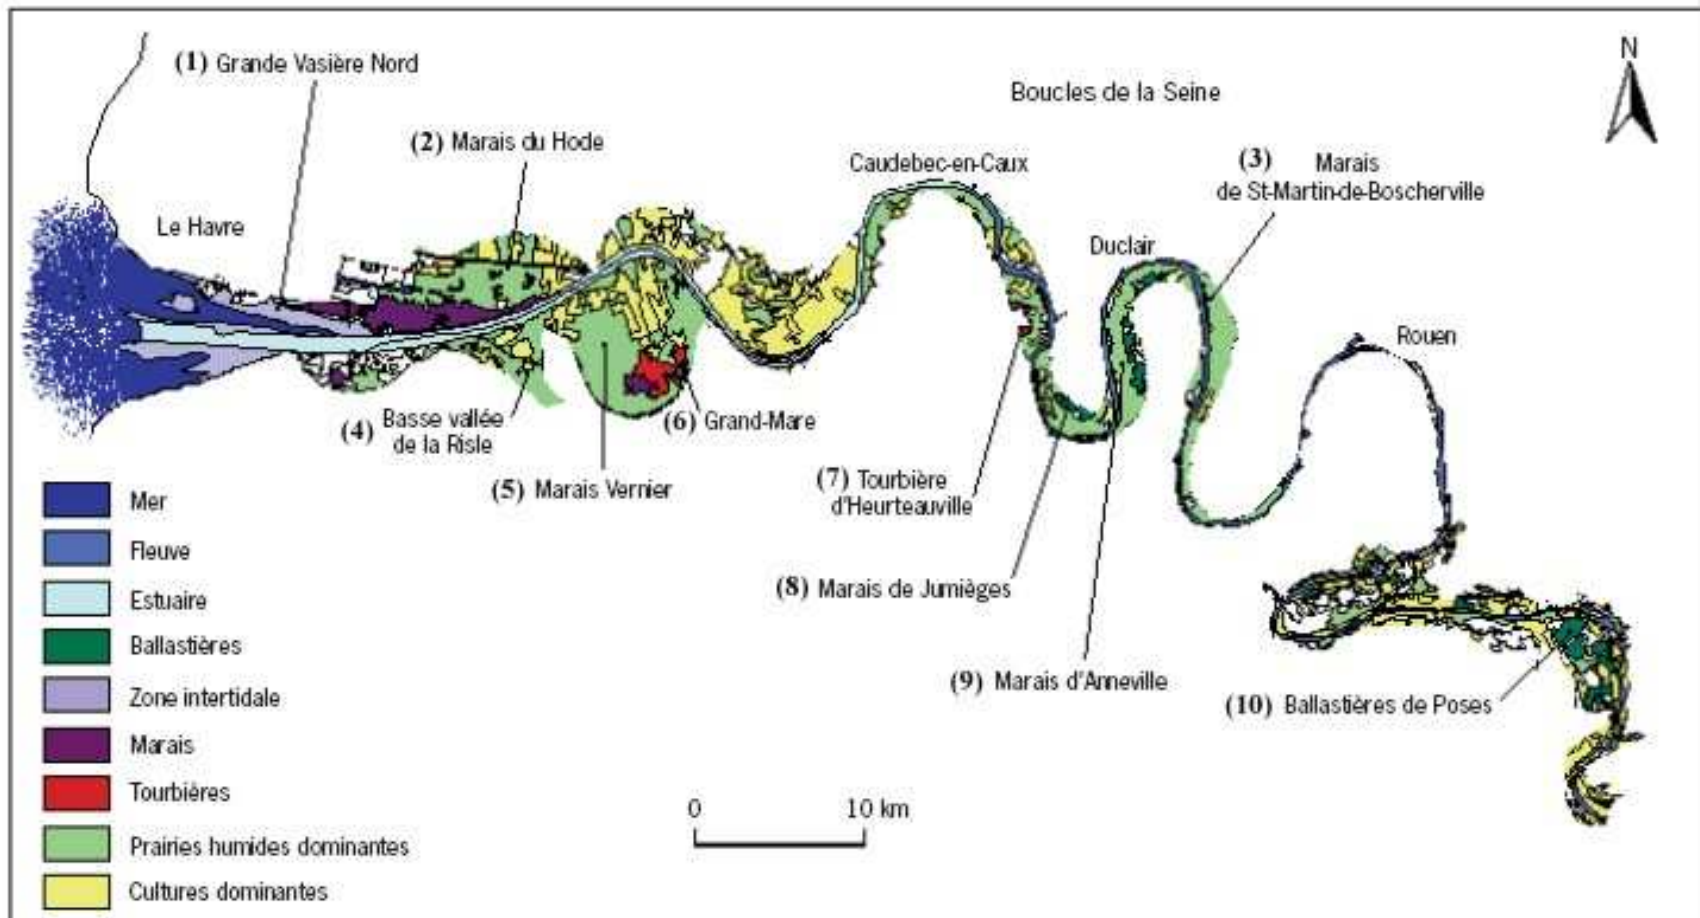 N
(1) Grande Vasière Nord
Boucles de la Seine
(2) Marais du Hode
Caudebec-en-Caux
(3) Marais
de St-Martin-de-Boscherville
Le Havre
Duclair
Rouen
(4) Basse vallée
de la Risle
(6) Grand-Mare
(5) Marais Vernier
(7) Tourbière
d'Heurteauville
(8) Marais de Jumièges
(9) Marais d'Anneville
(10) Ballastières de Poses
Mer
Fleuve
Estuaire
Ballastières
Zone intertidale
Marais
Tourbières
Prairies humides dominantes
Cultures dominantes
0 10 km